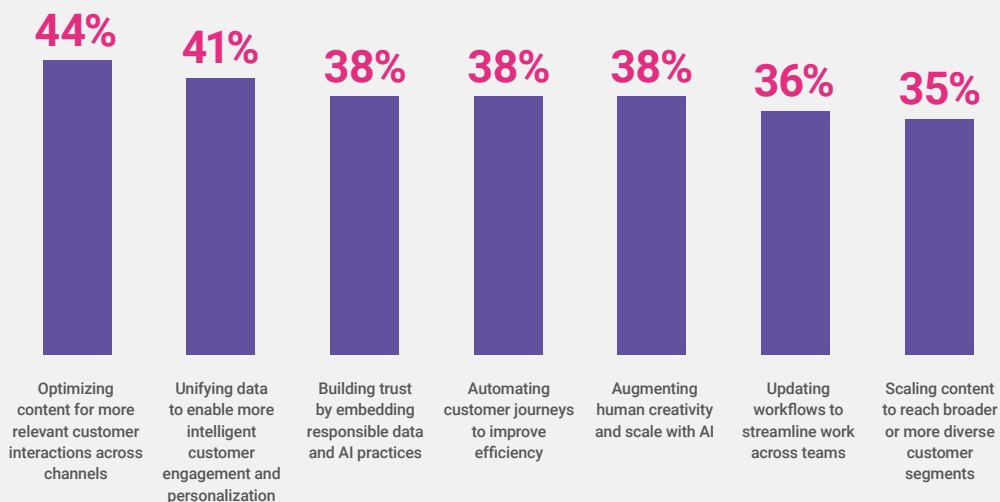 44%
41%
38%
38%
38%
36%
35%
Optimizing
content for more
relevant customer
interactions across
channels
Unifying data
to enable more
intelligent
customer
engagement and
personalization
Building trust
by embedding
responsible data
and AI practices
Automating
customer journeys
to improve
efficiency
Augmenting
human creativity
and scale with AI
Updating
workflows to
streamline work
across teams
Scaling content
to reach broader
or more diverse
customer
segments